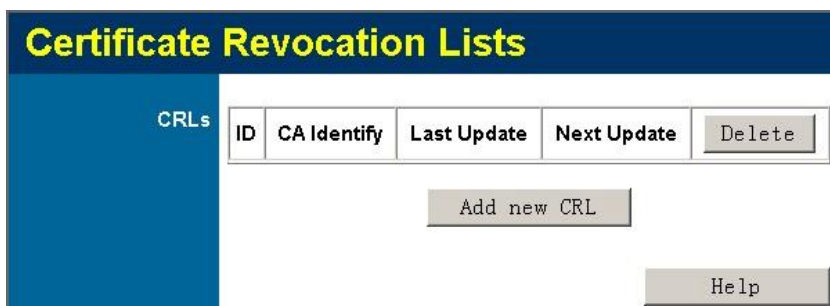 Certificate Revocation Lists
CRLs
ID CA Identify Last Update Next Update Delete
Add new CRL
Help